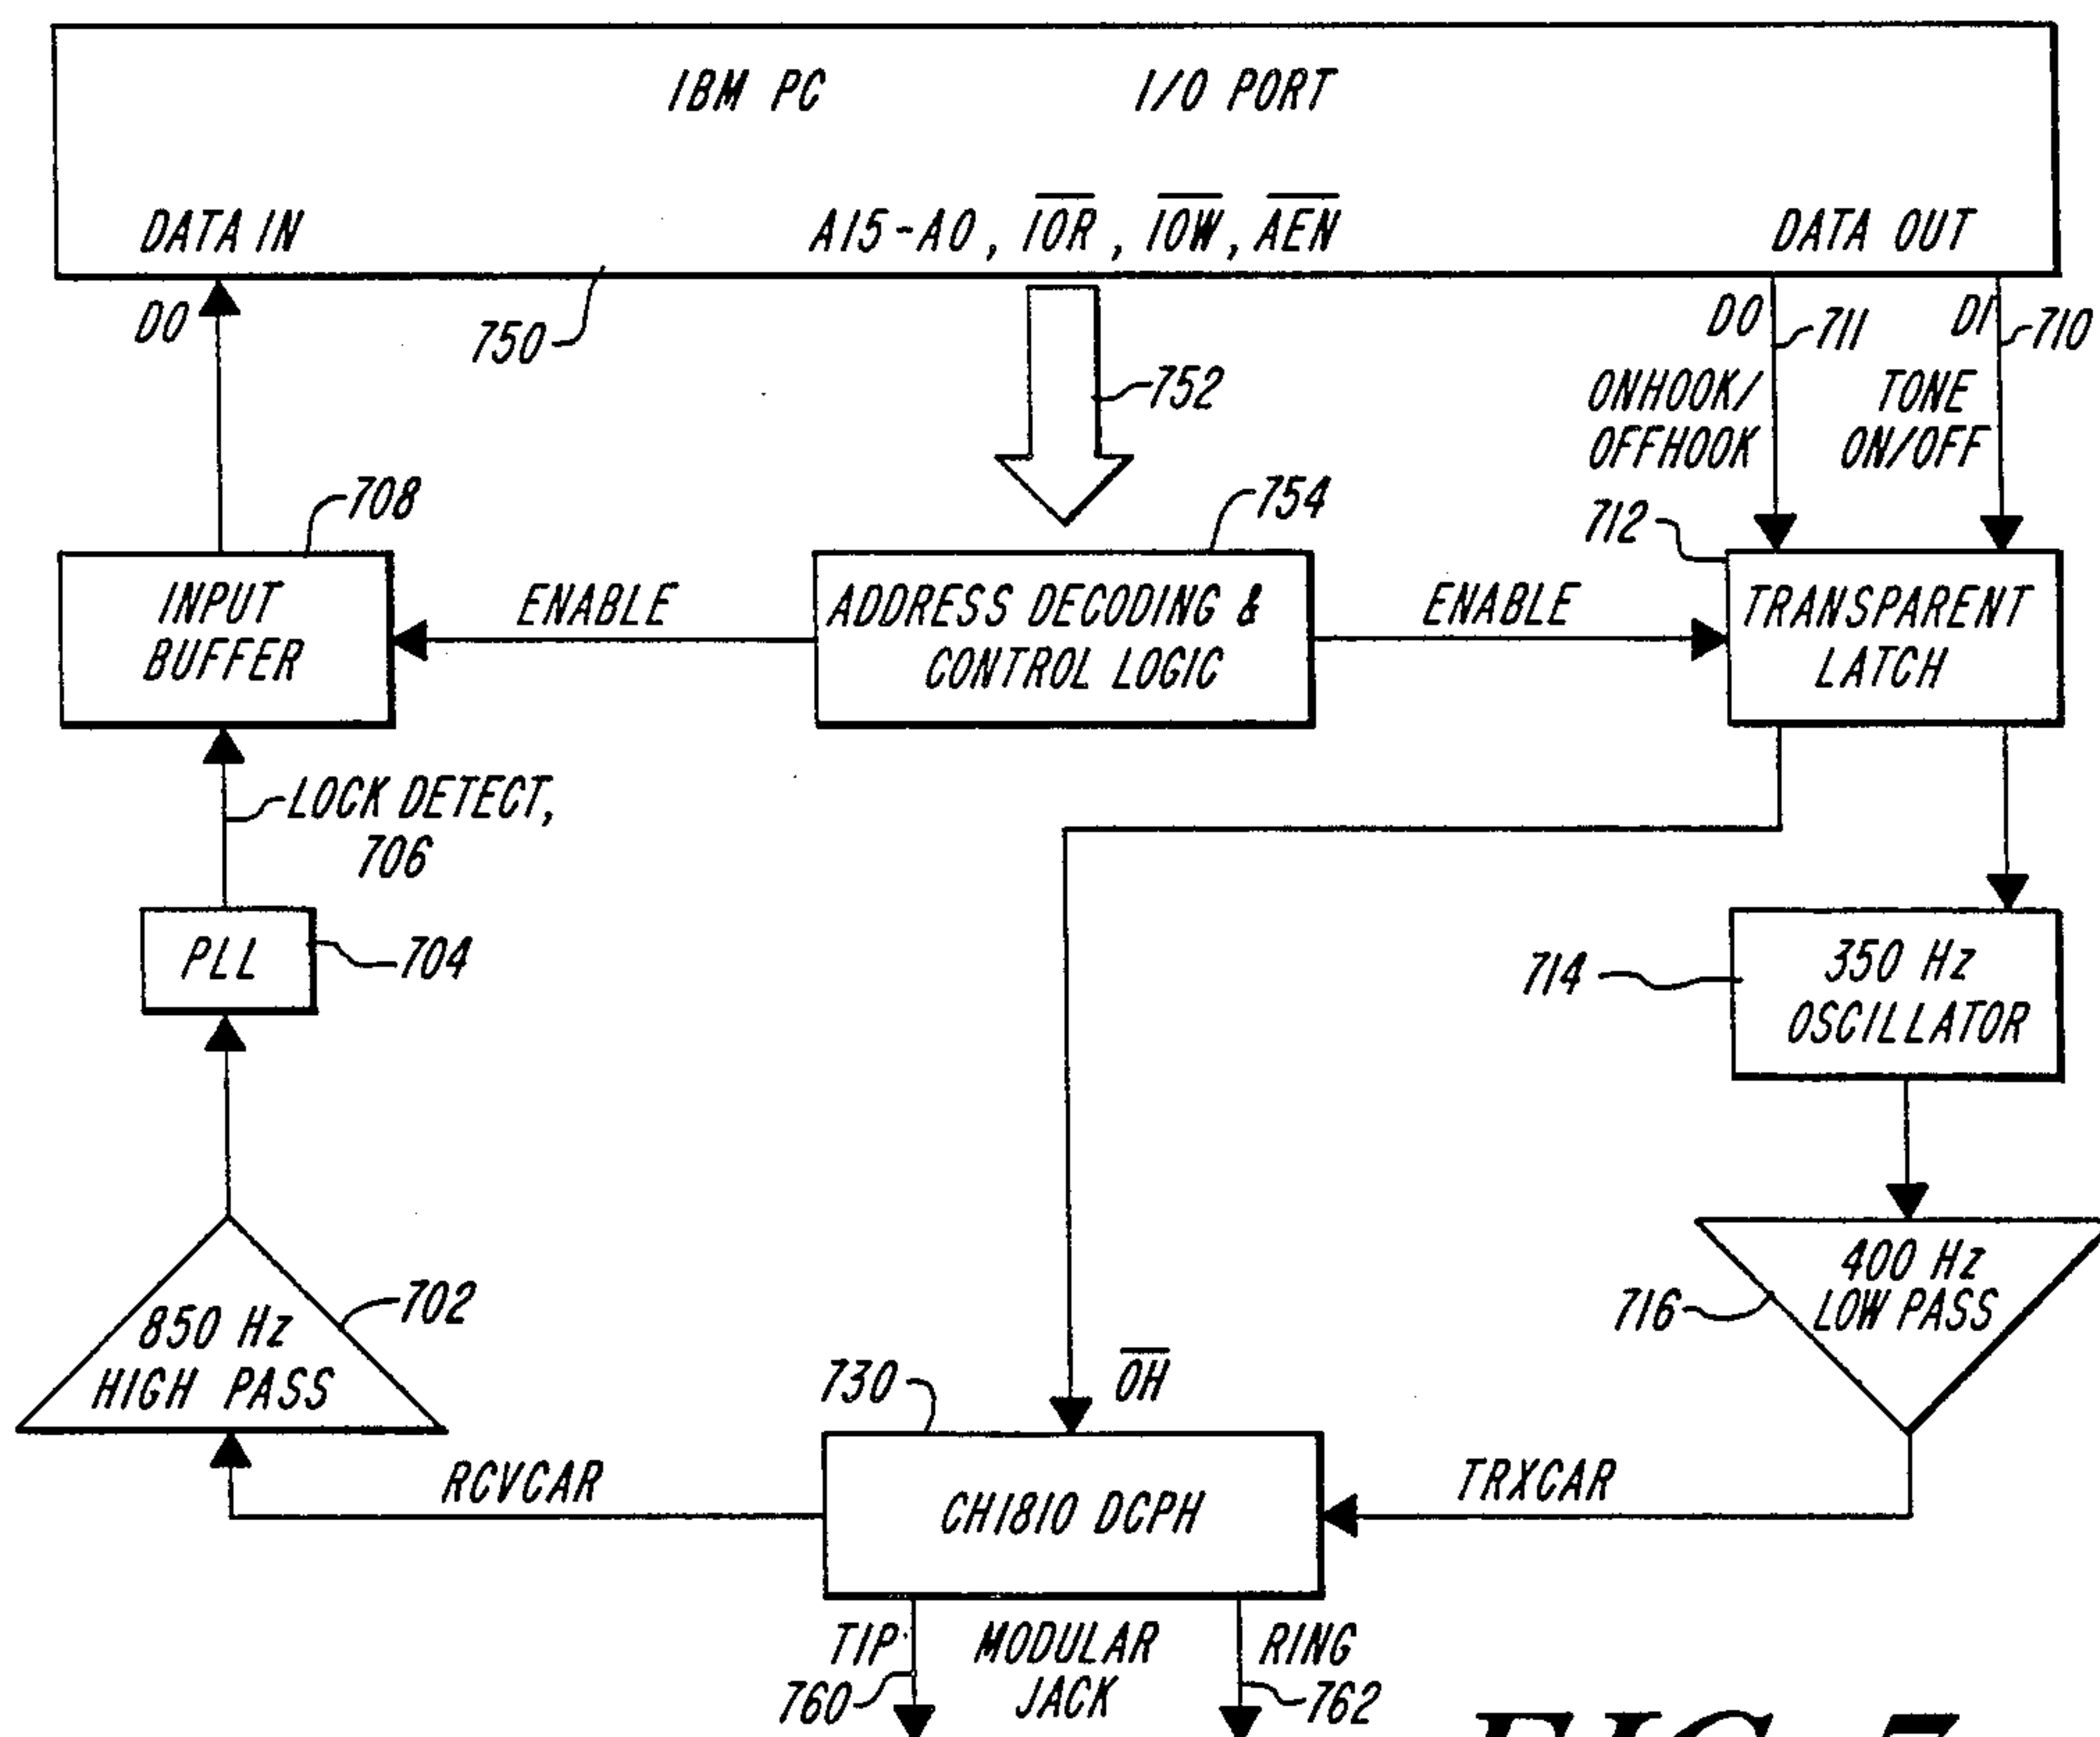 IBM PC I/O PORT
DATA IN A15-A0, IOR, IOW, AEN DATA OUT
D0
750
752
D0
711
D1
710
ONHOOK/
OFFHOOK
TONE
ON/OFF
708
754
712
INPUT
BUFFER
ENABLE
ADDRESS DECODING &
CONTROL LOGIC
ENABLE
TRANSPARENT
LATCH
LOCK DETECT,
706
PLL
704
714
350 Hz
OSCILLATOR
850 Hz
HIGH PASS
702
716
400 Hz
LOW PASS
730
OH
RCVCAR
CH1810 DCPH
TRXCAR
TIP
760
MODULAR
JACK
RING
762